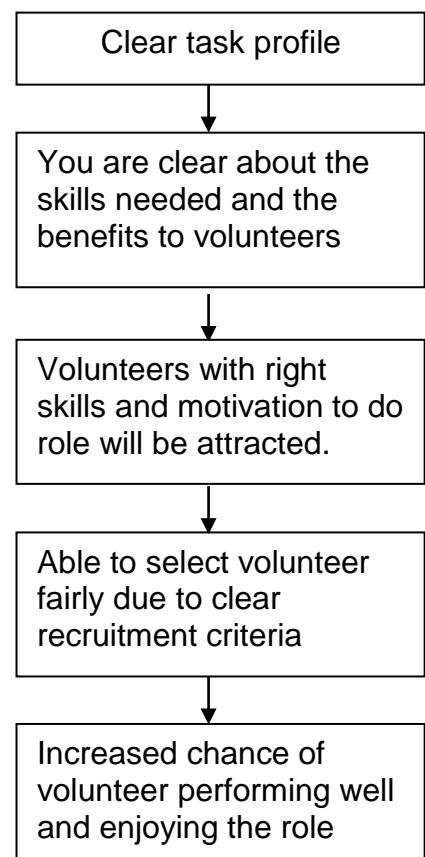 Clear task profile
You are clear about the
skills needed and the
benefits to volunteers
Volunteers with right
skills and motivation to do
role will be attracted.
Able to select volunteer
fairly due to clear
recruitment criteria
Increased chance of
volunteer performing well
and enjoying the role